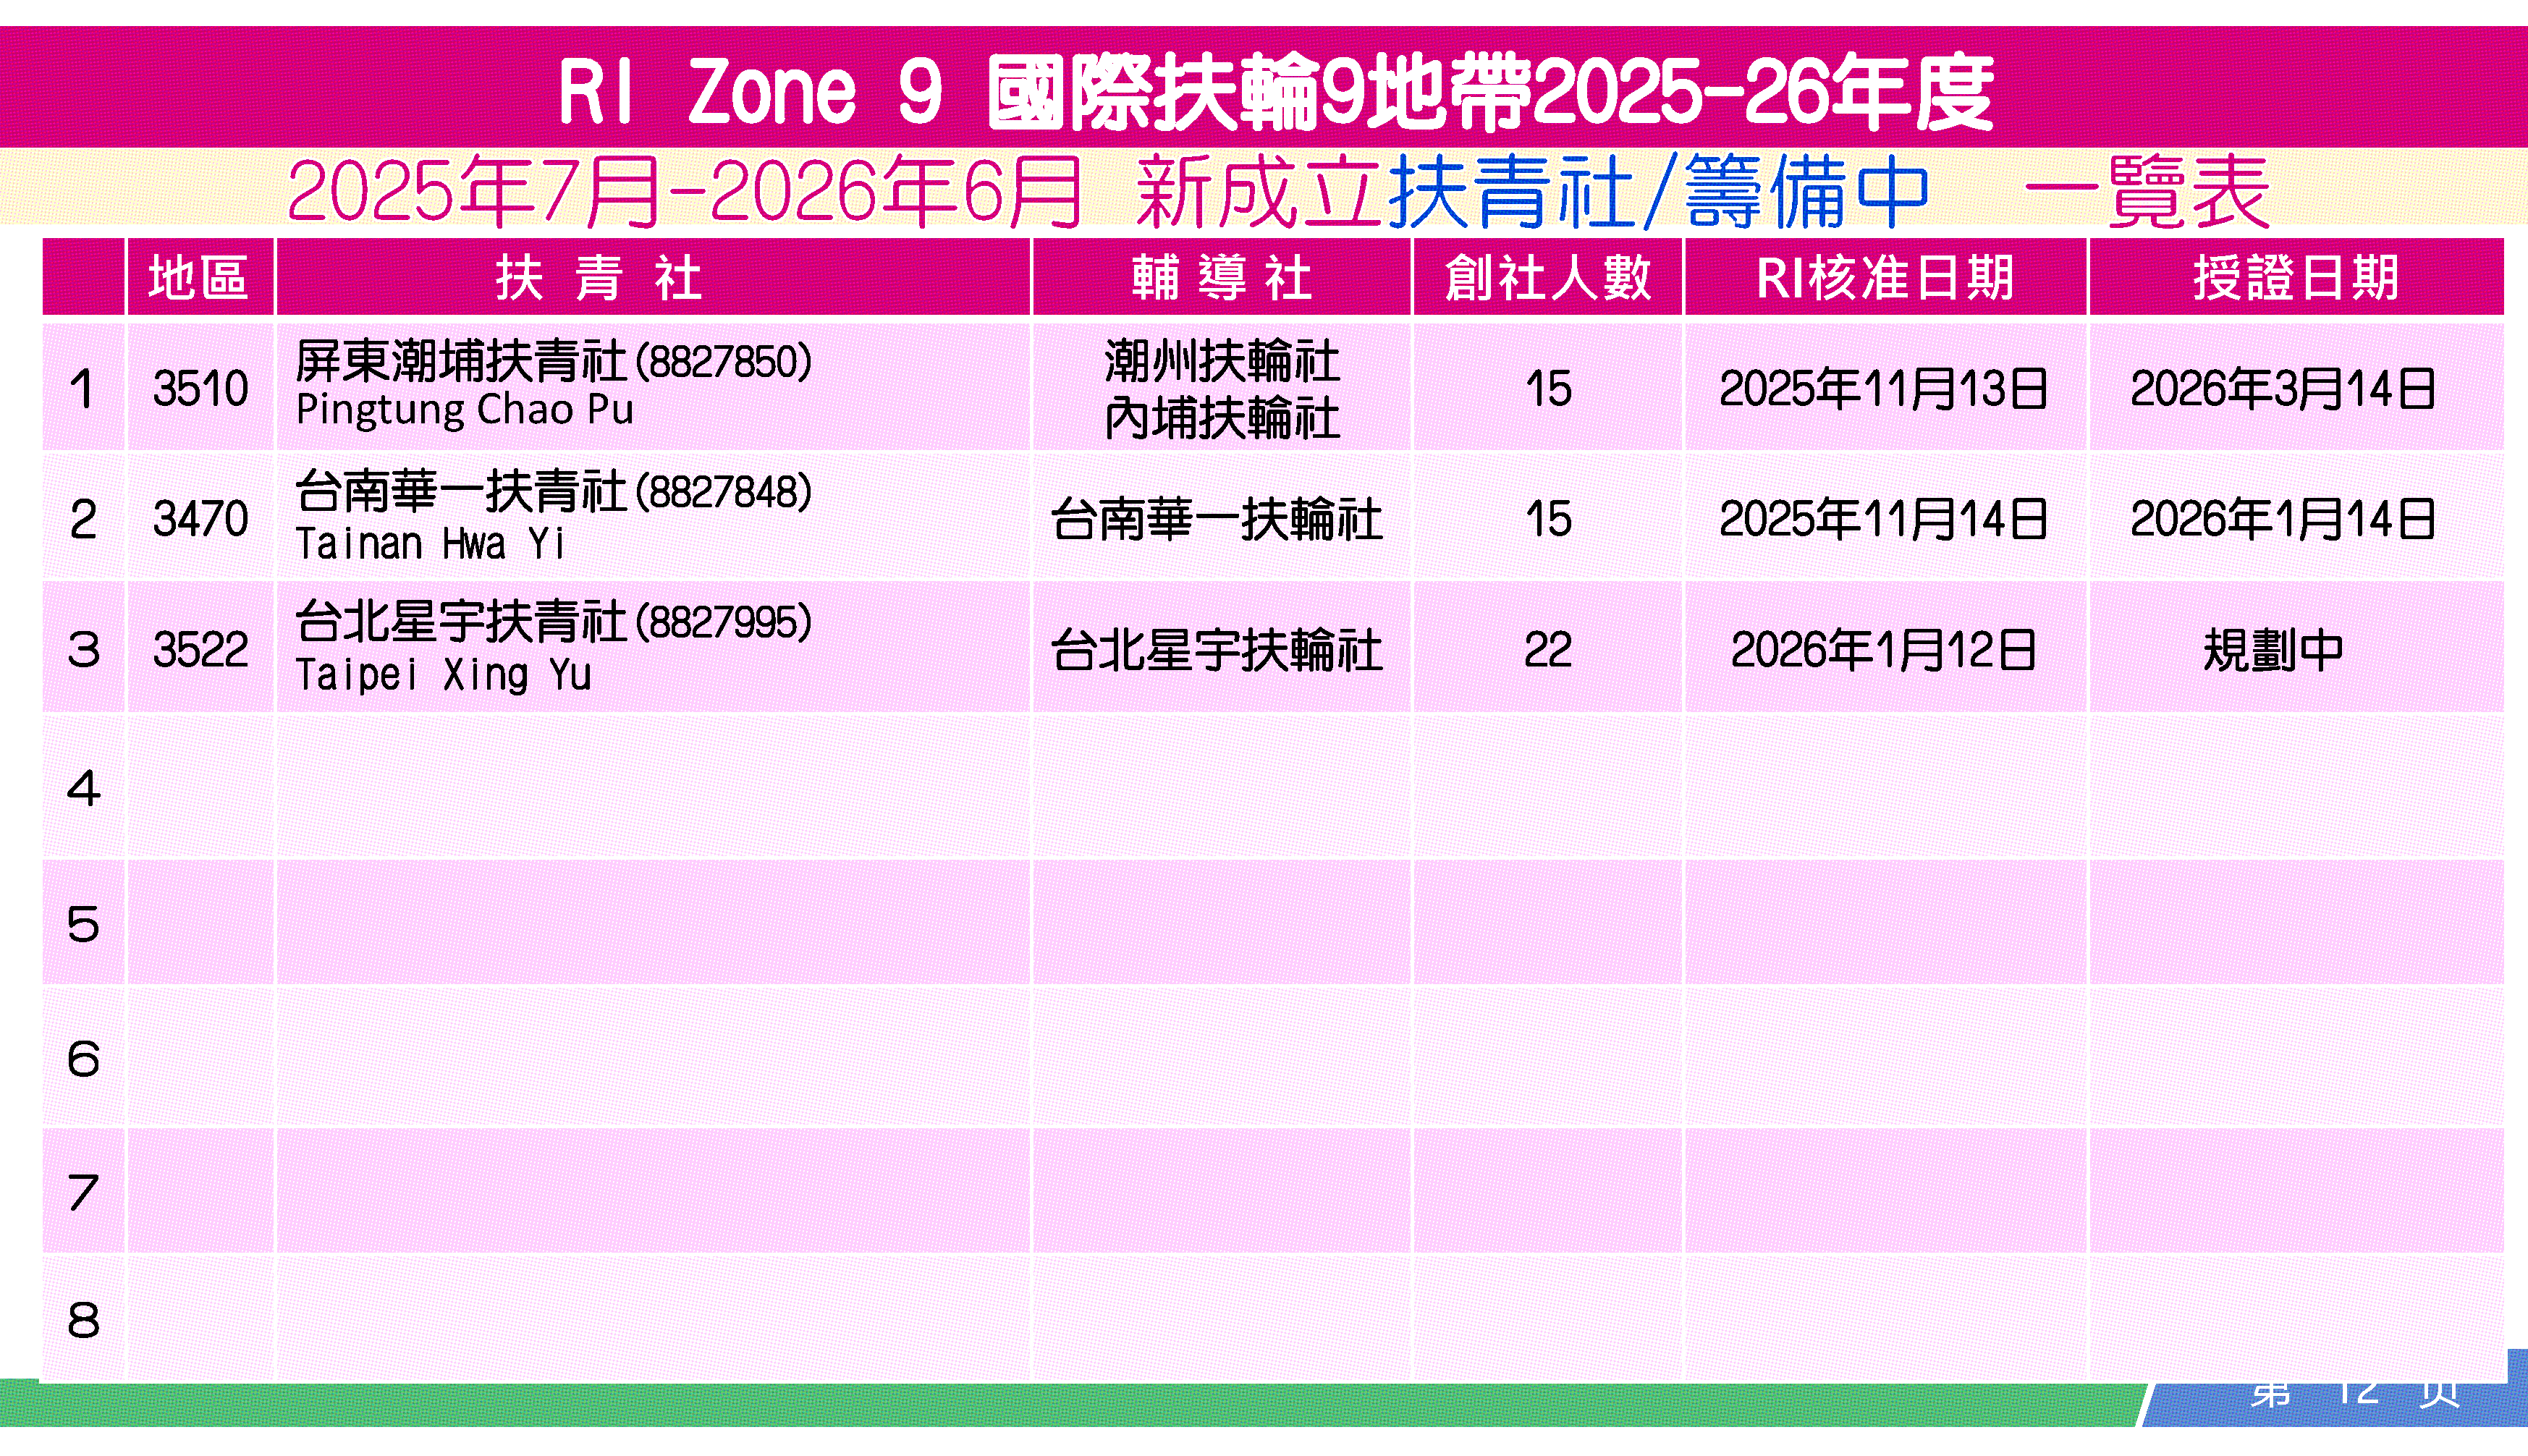 RI Zone 9 國際扶輪9地帶2025-26年度
2025年7月-2026年6月 新成立扶青社/籌備中 一覽表
地區 扶 青 社 輔 導 社 創社人數 RI核准日期 授證日期
1 3510 屏東潮埔扶青社(8827850) Pingtung Chao Pu 潮州扶輪社 內埔扶輪社 15 2025年11月13日 2026年3月14日
2 3470 台南華一扶青社(8827848) Tainan Hwa Yi 台南華一扶輪社 15 2025年11月14日 2026年1月14日
3 3522 台北星宇扶青社(8827995) Taipei Xing Yu 台北星宇扶輪社 22 2026年1月12日 規劃中
4
5
6
7
8
第 12 页